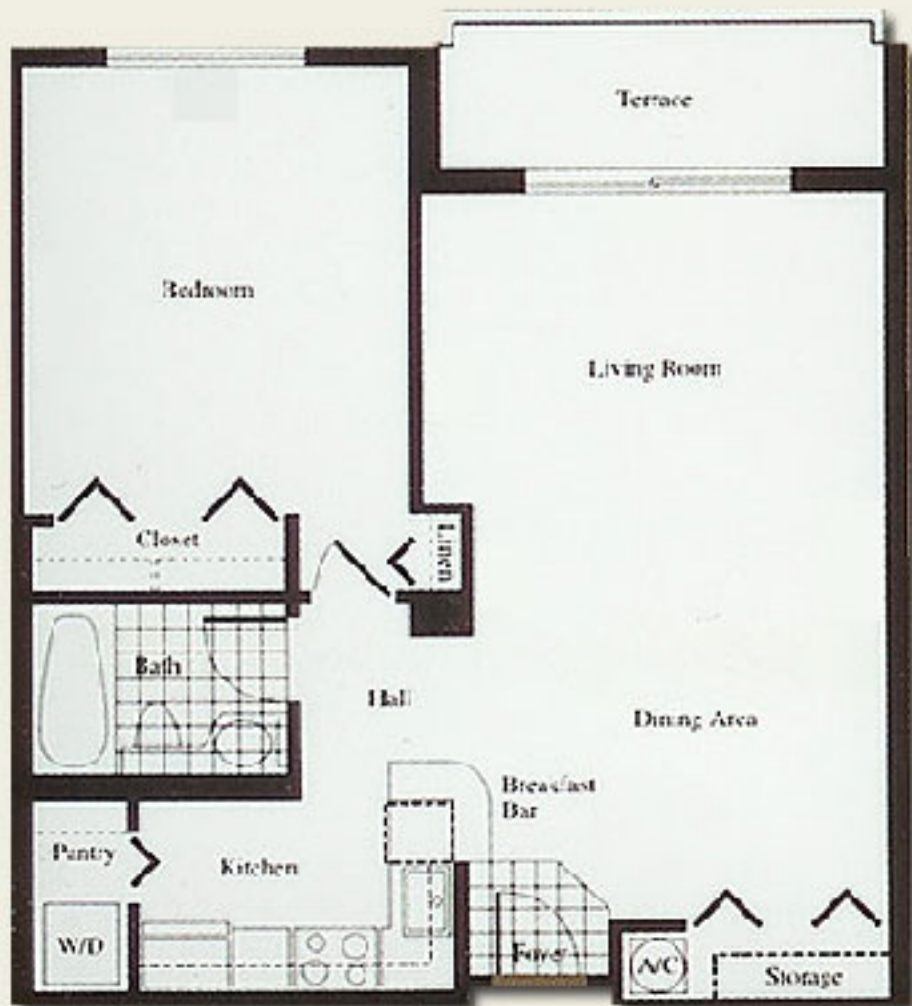 Terrace
Bedroom
Living Room
Closet
Linen
Bath
Hall
Dining Area
Breakfast
Bar
Pantry
Kitchen
W/D
Foyer
A/C
Storage